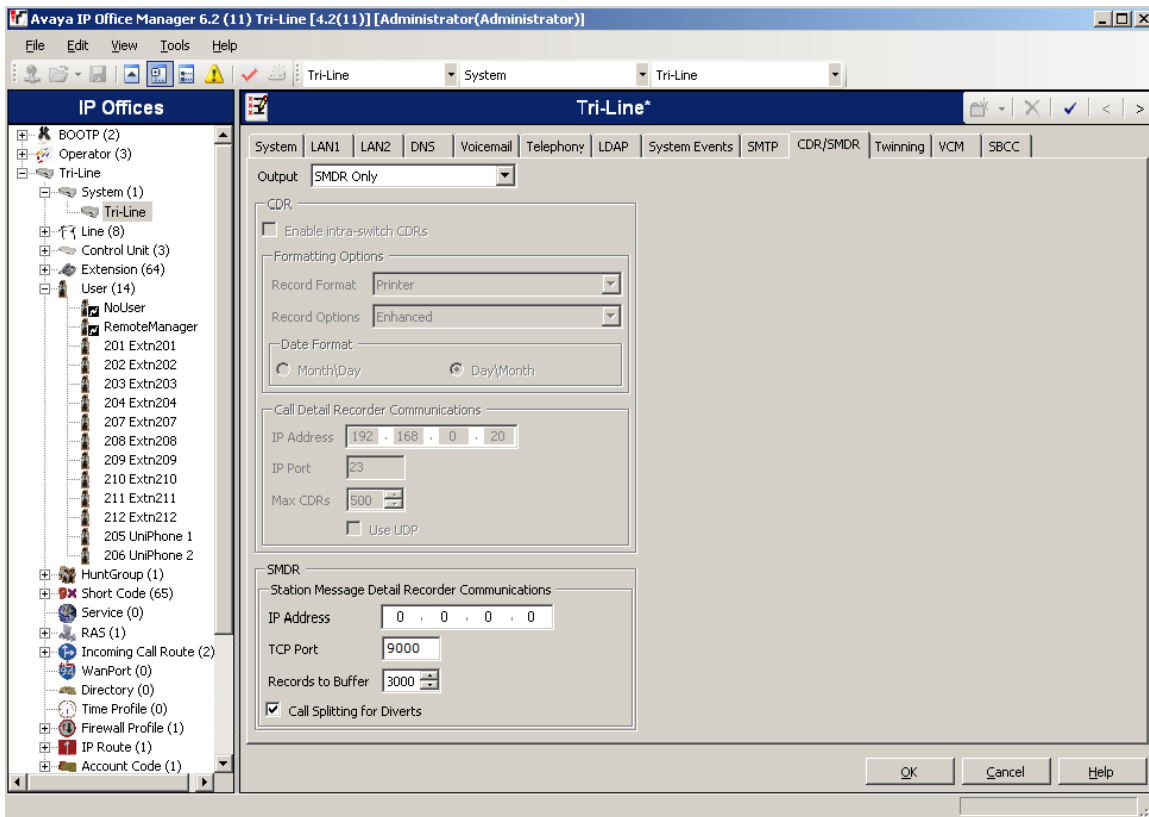 Avaya IP Office Manager 6.2 (11) Tri-Line [4.2(11)] [Administrator(Administrator)]
File Edit View Tools Help
Tri-Line System Tri-Line
IP Offices
BOOTP (2)
Operator (3)
Tri-Line
System (1)
Tri-Line
Line (8)
Control Unit (3)
Extension (64)
User (14)
NoUser
RemoteManager
201 Extn201
202 Extn202
203 Extn203
204 Extn204
207 Extn207
208 Extn208
209 Extn209
210 Extn210
211 Extn211
212 Extn212
205 UniPhone 1
206 UniPhone 2
HuntGroup (1)
Short Code (65)
Service (0)
RAS (1)
Incoming Call Route (2)
WanPort (0)
Directory (0)
Time Profile (0)
Firewall Profile (1)
IP Route (1)
Account Code (1)
Tri-Line*
System LAN1 LAN2 DNS Voicemail Telephony LDAP System Events SMTP CDR/SMDR Twinning VCM SBCC
Output SMDR Only
CDR
Enable intra-switch CDRs
Formatting Options
Record Format Printer
Record Options Enhanced
Date Format
Month\Day Day\Month
Call Detail Recorder Communications
IP Address 192 . 168 . 0 . 20
IP Port 23
Max CDRs 500
Use UDP
SMDR
Station Message Detail Recorder Communications
IP Address 0 . 0 . 0 . 0
TCP Port 9000
Records to Buffer 3000
Call Splitting for Diverts
OK Cancel Help